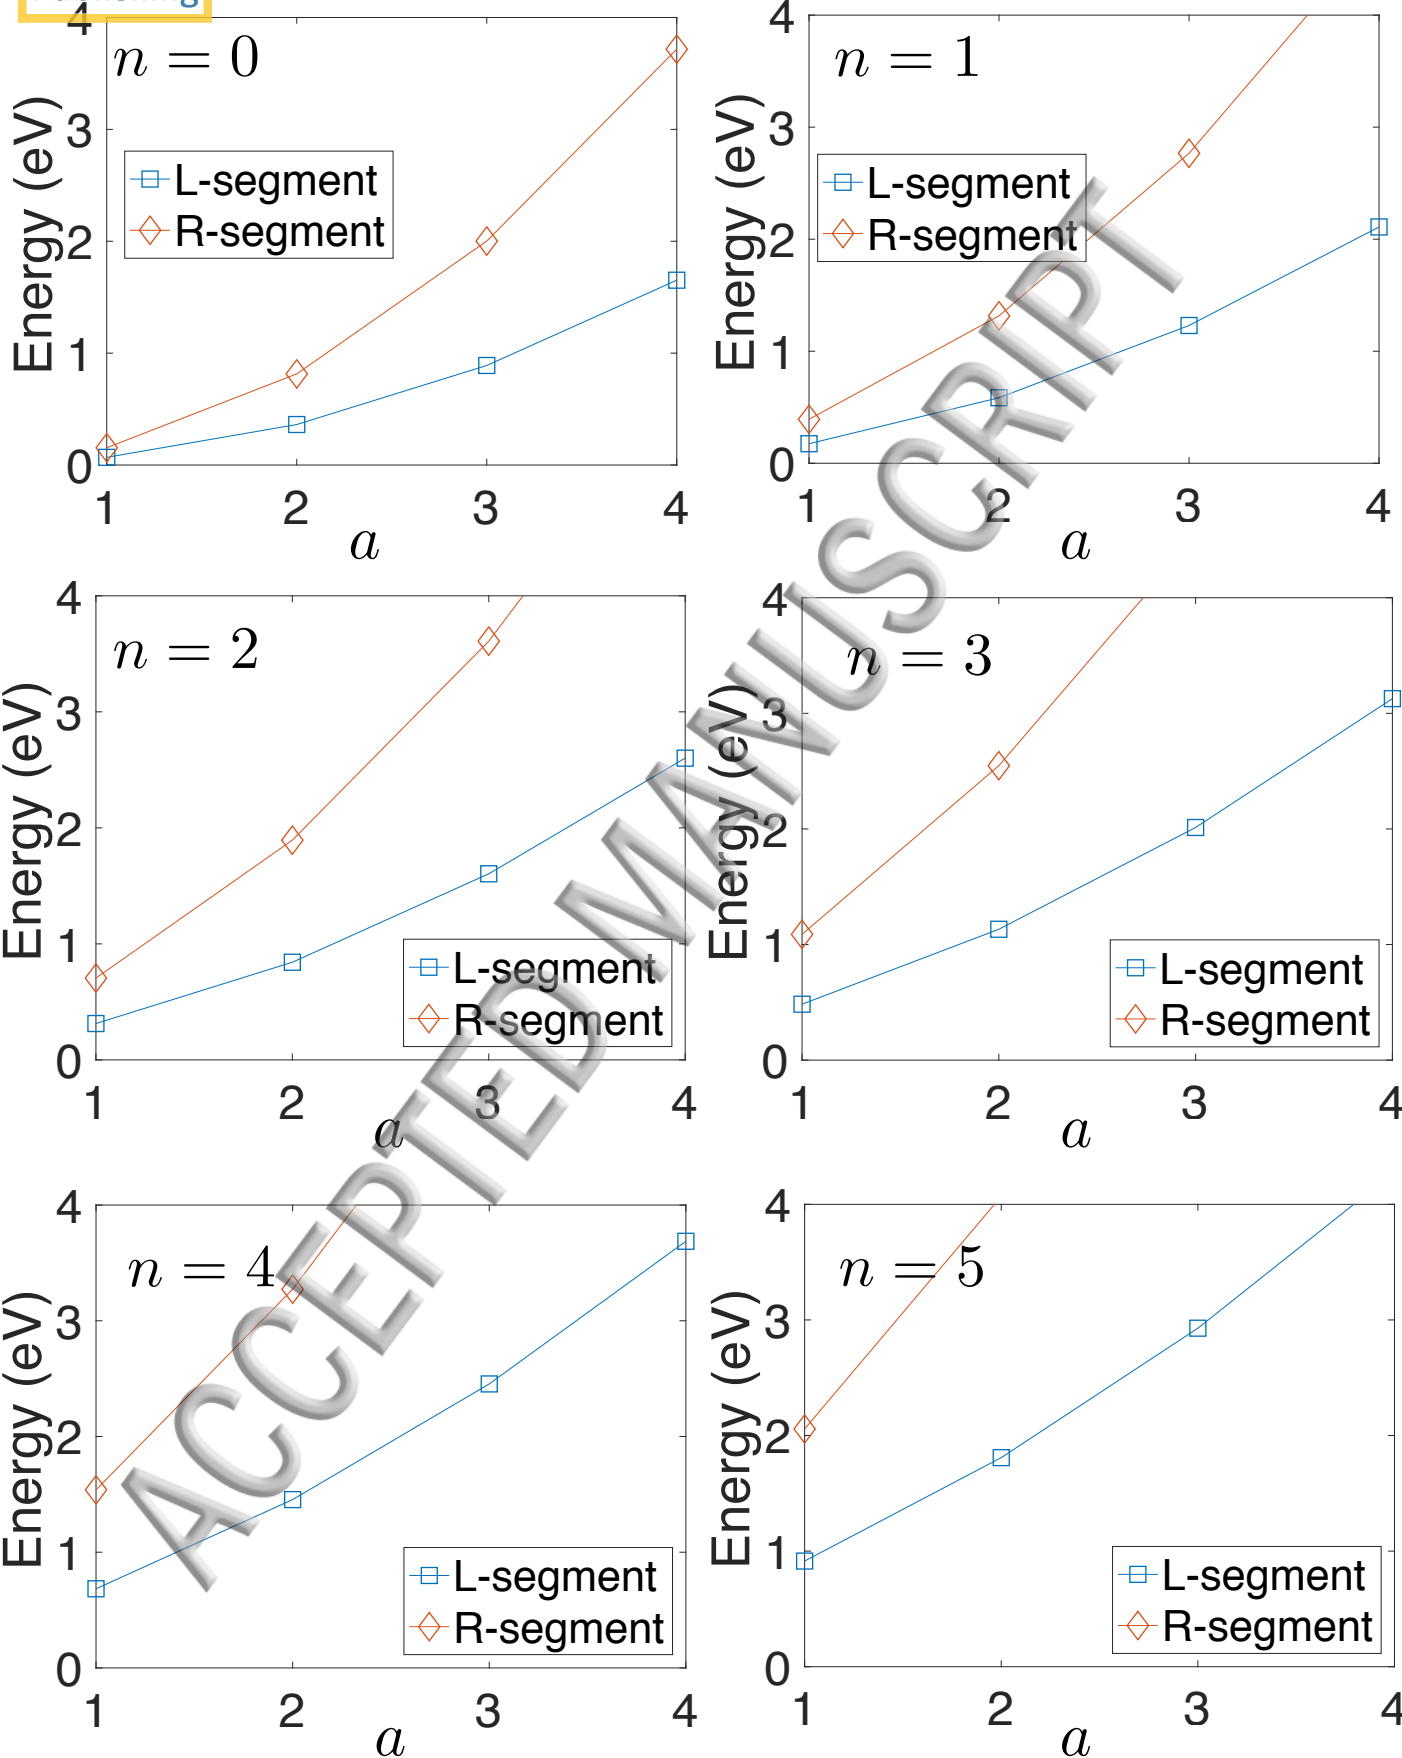 Publishing
n = 0
4
3
2
1
0
Energy (eV)
L-segment
R-segment
1 2 3 4
a
n = 1
4
3
2
1
0
Energy (eV)
L-segment
R-segment
1 2 3 4
a
n = 2
4
3
2
1
0
Energy (eV)
L-segment
R-segment
1 2 3 4
a
n = 3
4
3
2
1
0
Energy (eV)
L-segment
R-segment
1 2 3 4
a
n = 4
4
3
2
1
0
Energy (eV)
L-segment
R-segment
1 2 3 4
a
n = 5
4
3
2
1
0
Energy (eV)
L-segment
R-segment
1 2 3 4
a
ACCEPTED MANUSCRIPT